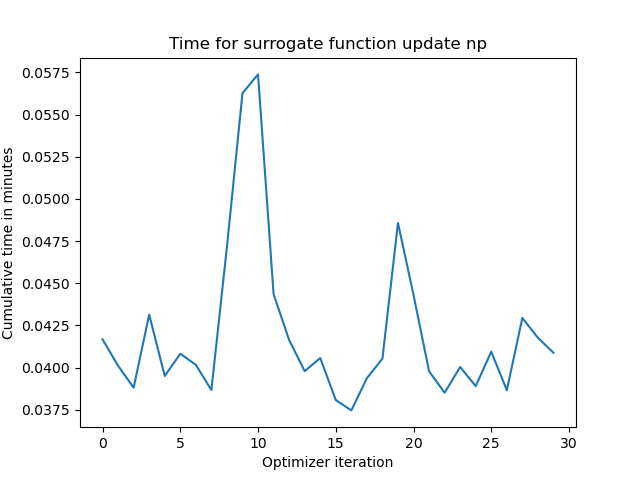 Time for surrogate function update np
Cumulative time in minutes
0.0575
0.0550
0.0525
0.0500
0.0475
0.0450
0.0425
0.0400
0.0375
0 5 10 15 20 25 30
Optimizer iteration